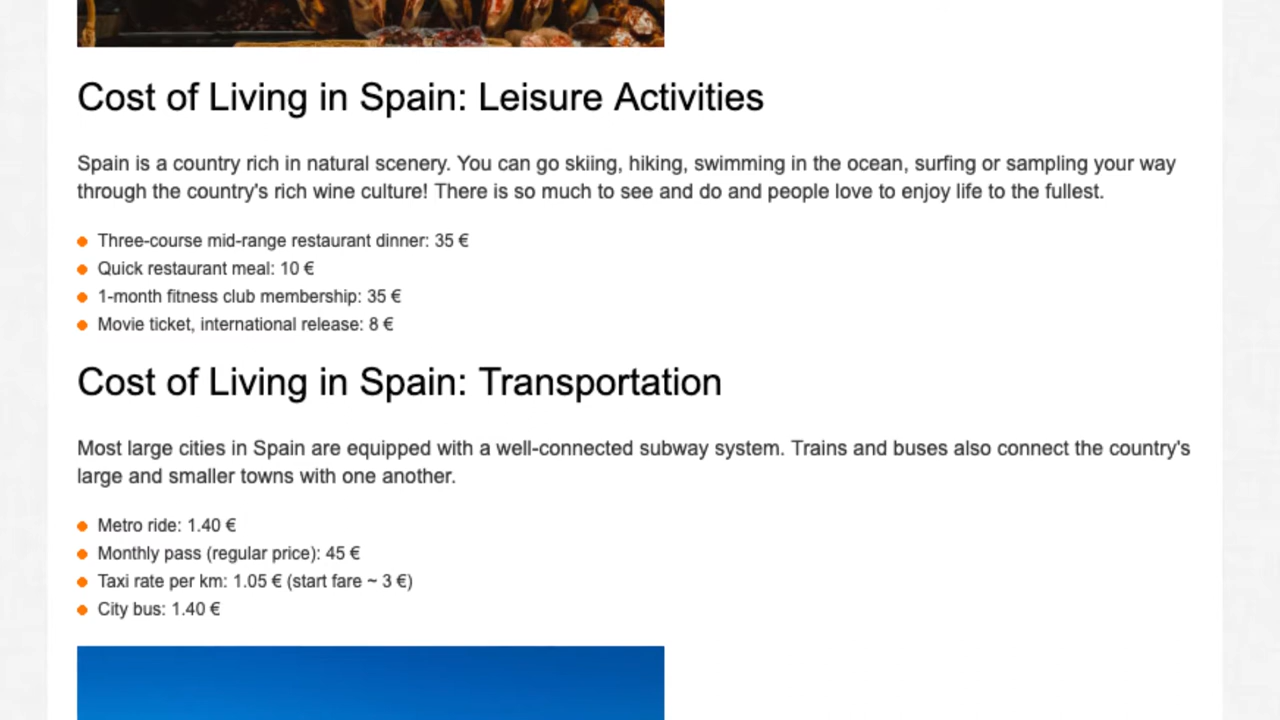 Cost of Living in Spain: Leisure Activities
Spain is a country rich in natural scenery. You can go skiing, hiking, swimming in the ocean, surfing or sampling your way
through the country's rich wine culture! There is so much to see and do and people love to enjoy life to the fullest.
Three-course mid-range restaurant dinner: 35 €
Quick restaurant meal: 10 €
1-month fitness club membership: 35 €
Movie ticket, international release: 8 €
Cost of Living in Spain: Transportation
Most large cities in Spain are equipped with a well-connected subway system. Trains and buses also connect the country's
large and smaller towns with one another.
Metro ride: 1.40 €
Monthly pass (regular price): 45 €
Taxi rate per km: 1.05 € (start fare ~ 3 €)
City bus: 1.40 €